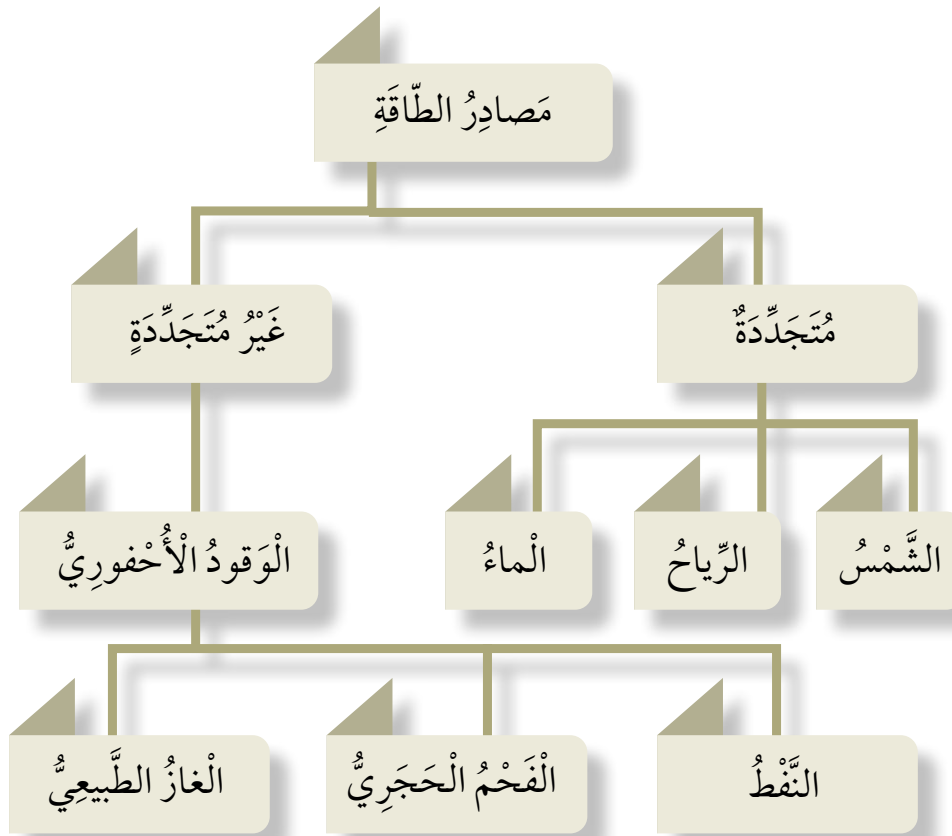 مَصادِرُ الطّاقَةِ
مُتَجَدِّدَةٌ
غَيْرُ مُتَجَدِّدَةٍ
الشَّمْسُ
الرِّياحُ
الْماءُ
الْوَقودُ الْأُحْفورِيُّ
النَّفْطُ
الْفَحْمُ الْحَجَرِيُّ
الْغازُ الطَّبيعِيُّ